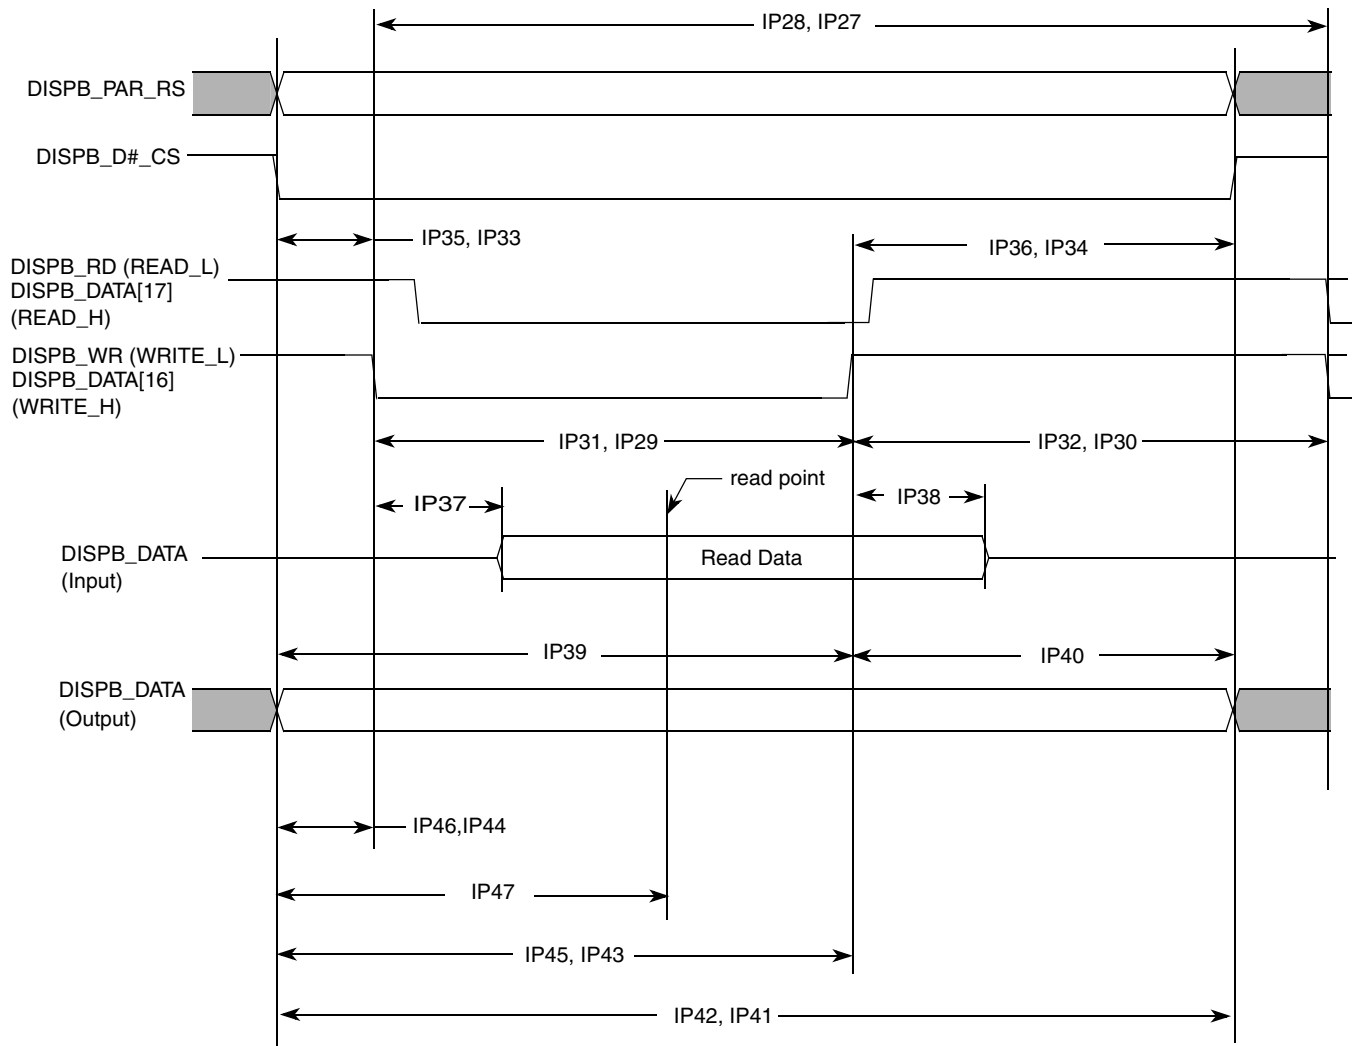 IP28, IP27
DISPB_PAR_RS
DISPB_D#_CS
IP35, IP33
IP36, IP34
DISPB_RD (READ_L)
DISPB_DATA[17]
(READ_H)
DISPB_WR (WRITE_L)
DISPB_DATA[16]
(WRITE_H)
IP31, IP29
IP32, IP30
read point
IP37
IP38
DISPB_DATA
(Input)
Read Data
IP39
IP40
DISPB_DATA
(Output)
IP46,IP44
IP47
IP45, IP43
IP42, IP41